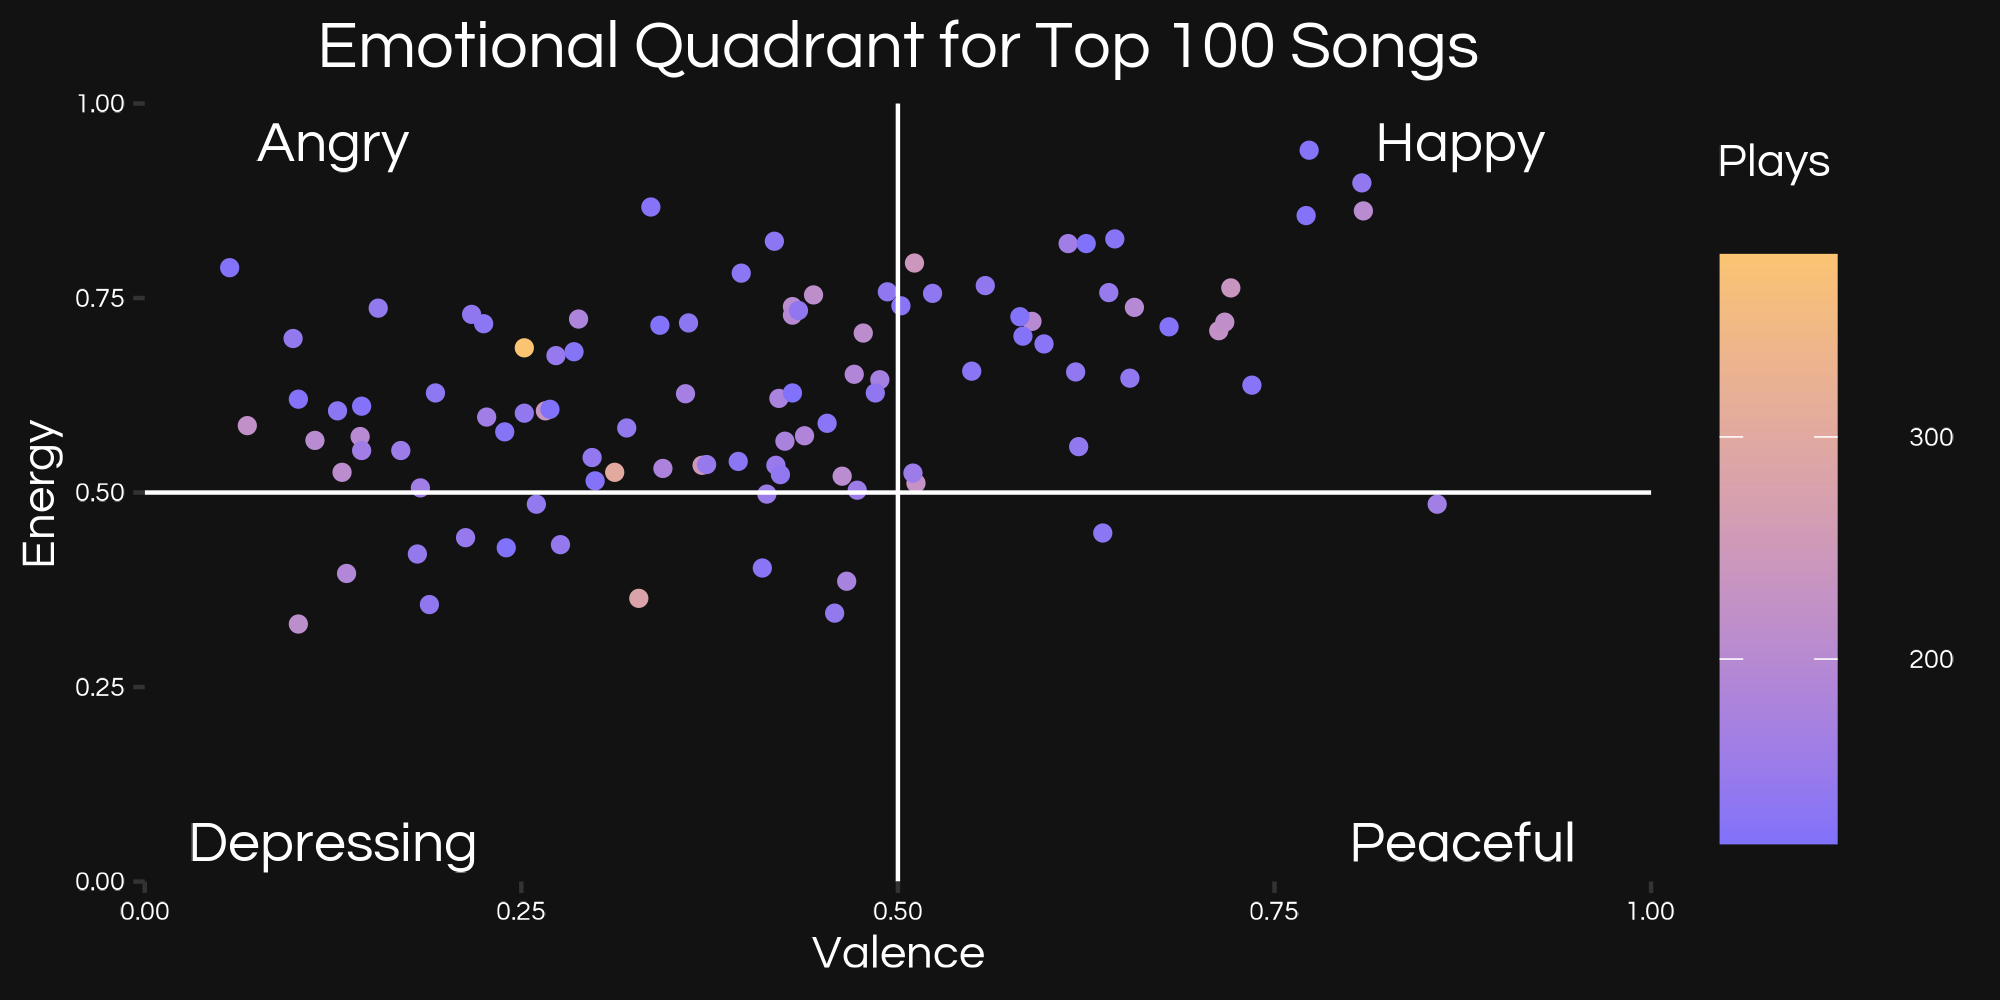 Emotional Quadrant for Top 100 Songs
Angry
Happy
Depressing
Peaceful
Energy
1.00
0.75
0.50
0.25
0.00
0.00
0.25
0.50
0.75
1.00
Valence
Plays
300
200